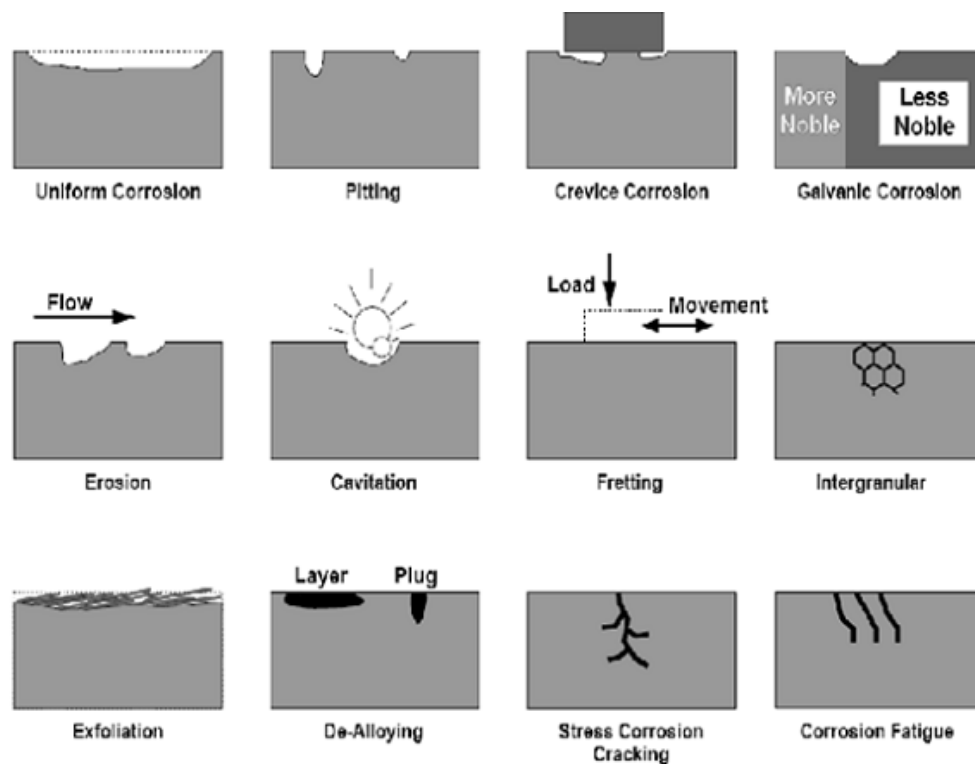 More
Noble
Less
Noble
Uniform Corrosion
Pitting
Crevice Corrosion
Galvanic Corrosion
Flow
Load
Movement
Erosion
Cavitation
Fretting
Intergranular
Layer
Plug
Exfoliation
De-Alloying
Stress Corrosion
Cracking
Corrosion Fatigue